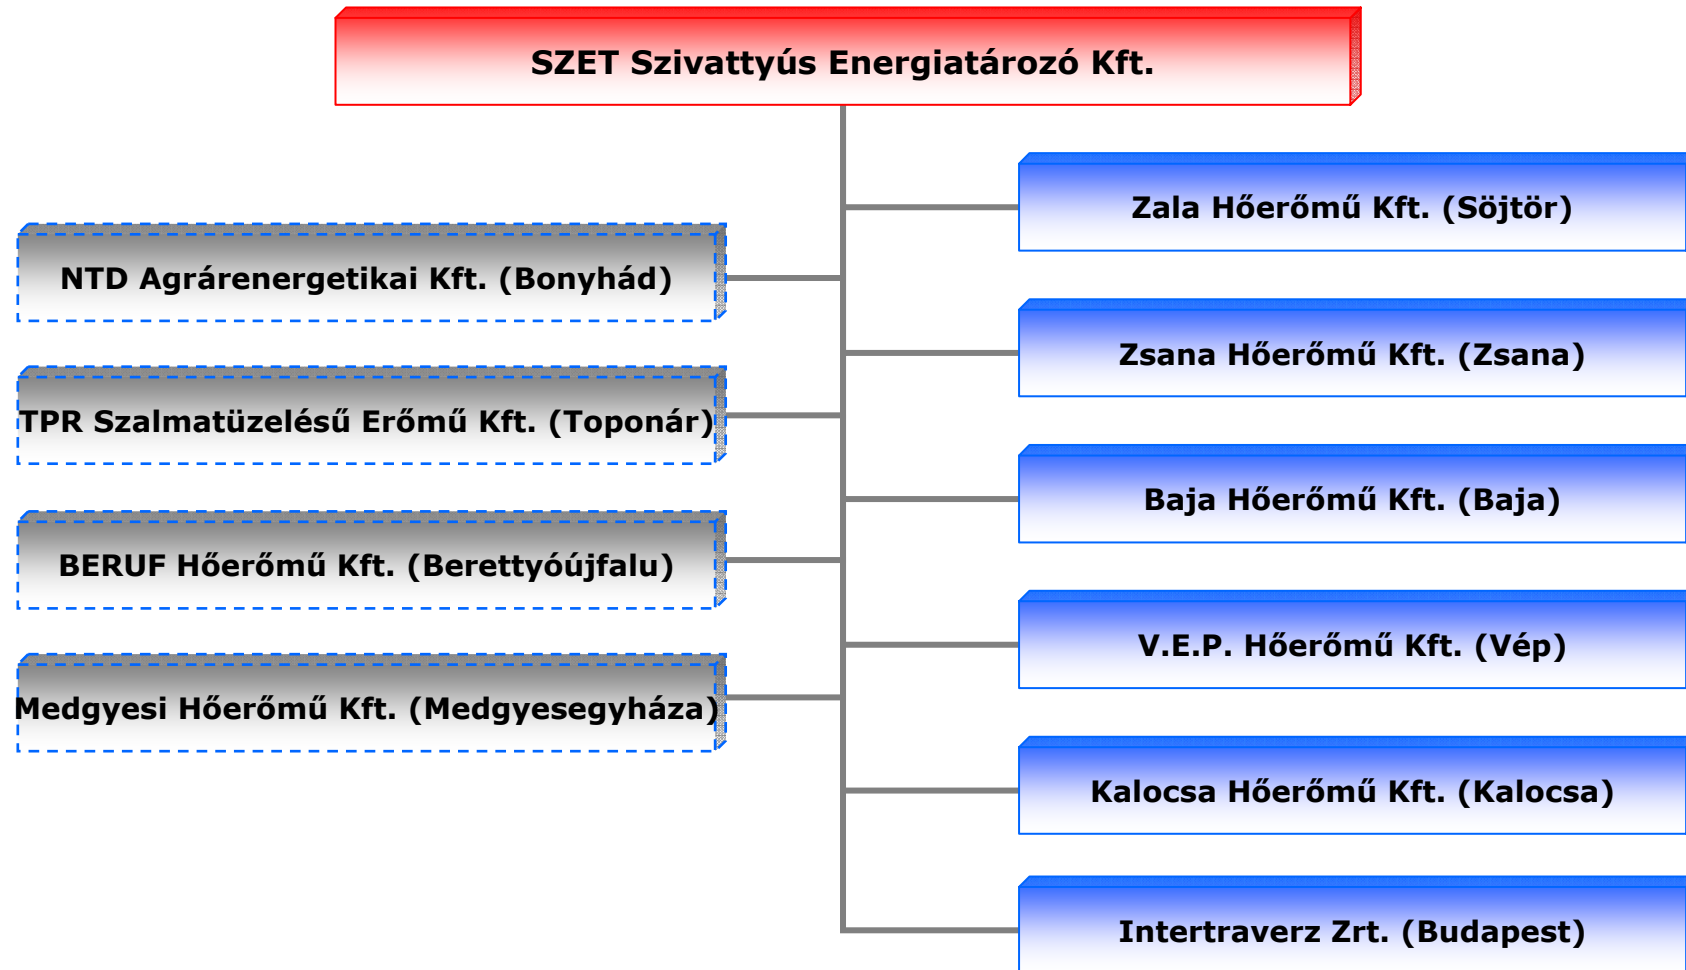 SZET Szivattyús Energiatározó Kft.
NTD Agrárenergetikai Kft. (Bonyhád)
TPR Szalmatüzelésű Erőmű Kft. (Toponár)
BERUF Hőerőmű Kft. (Berettyóújfalu)
Medgyesi Hőerőmű Kft. (Medgyesegyháza)
Zala Hőerőmű Kft. (Söjtör)
Zsana Hőerőmű Kft. (Zsana)
Baja Hőerőmű Kft. (Baja)
V.E.P. Hőerőmű Kft. (Vép)
Kalocsa Hőerőmű Kft. (Kalocsa)
Intertraverz Zrt. (Budapest)